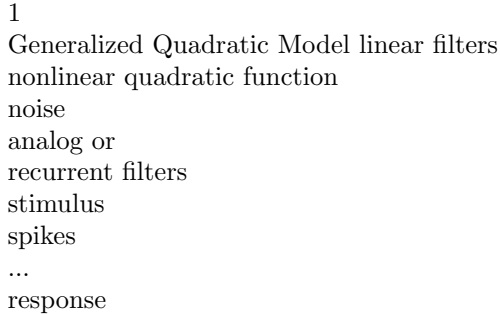 1
Generalized Quadratic Model linear filters
nonlinear quadratic function
noise
analog or
recurrent filters
stimulus
spikes
...
response